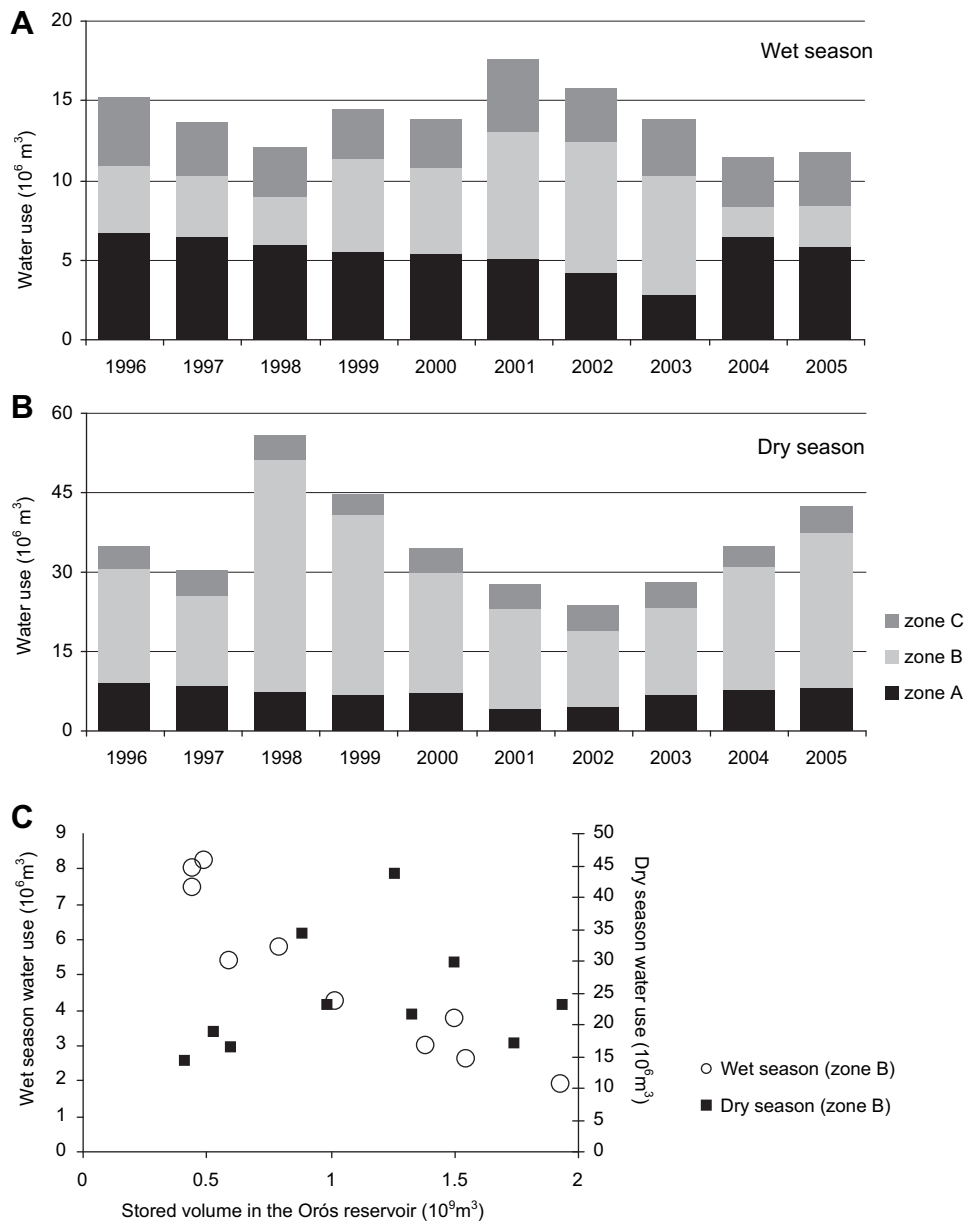 A
20
15
10
5
0
Water use (10⁶ m³)
Wet season
1996 1997 1998 1999 2000 2001 2002 2003 2004 2005
B
60
45
30
15
0
Water use (10⁶ m³)
Dry season
1996 1997 1998 1999 2000 2001 2002 2003 2004 2005
zone C
zone B
zone A
C
9
8
7
6
5
4
3
2
1
0
Wet season water use (10⁶m³)
50
45
40
35
30
25
20
15
10
5
0
Dry season water use (10⁶m³)
0 0.5 1 1.5 2
Stored volume in the Orós reservoir (10⁹m³)
Wet season (zone B)
Dry season (zone B)